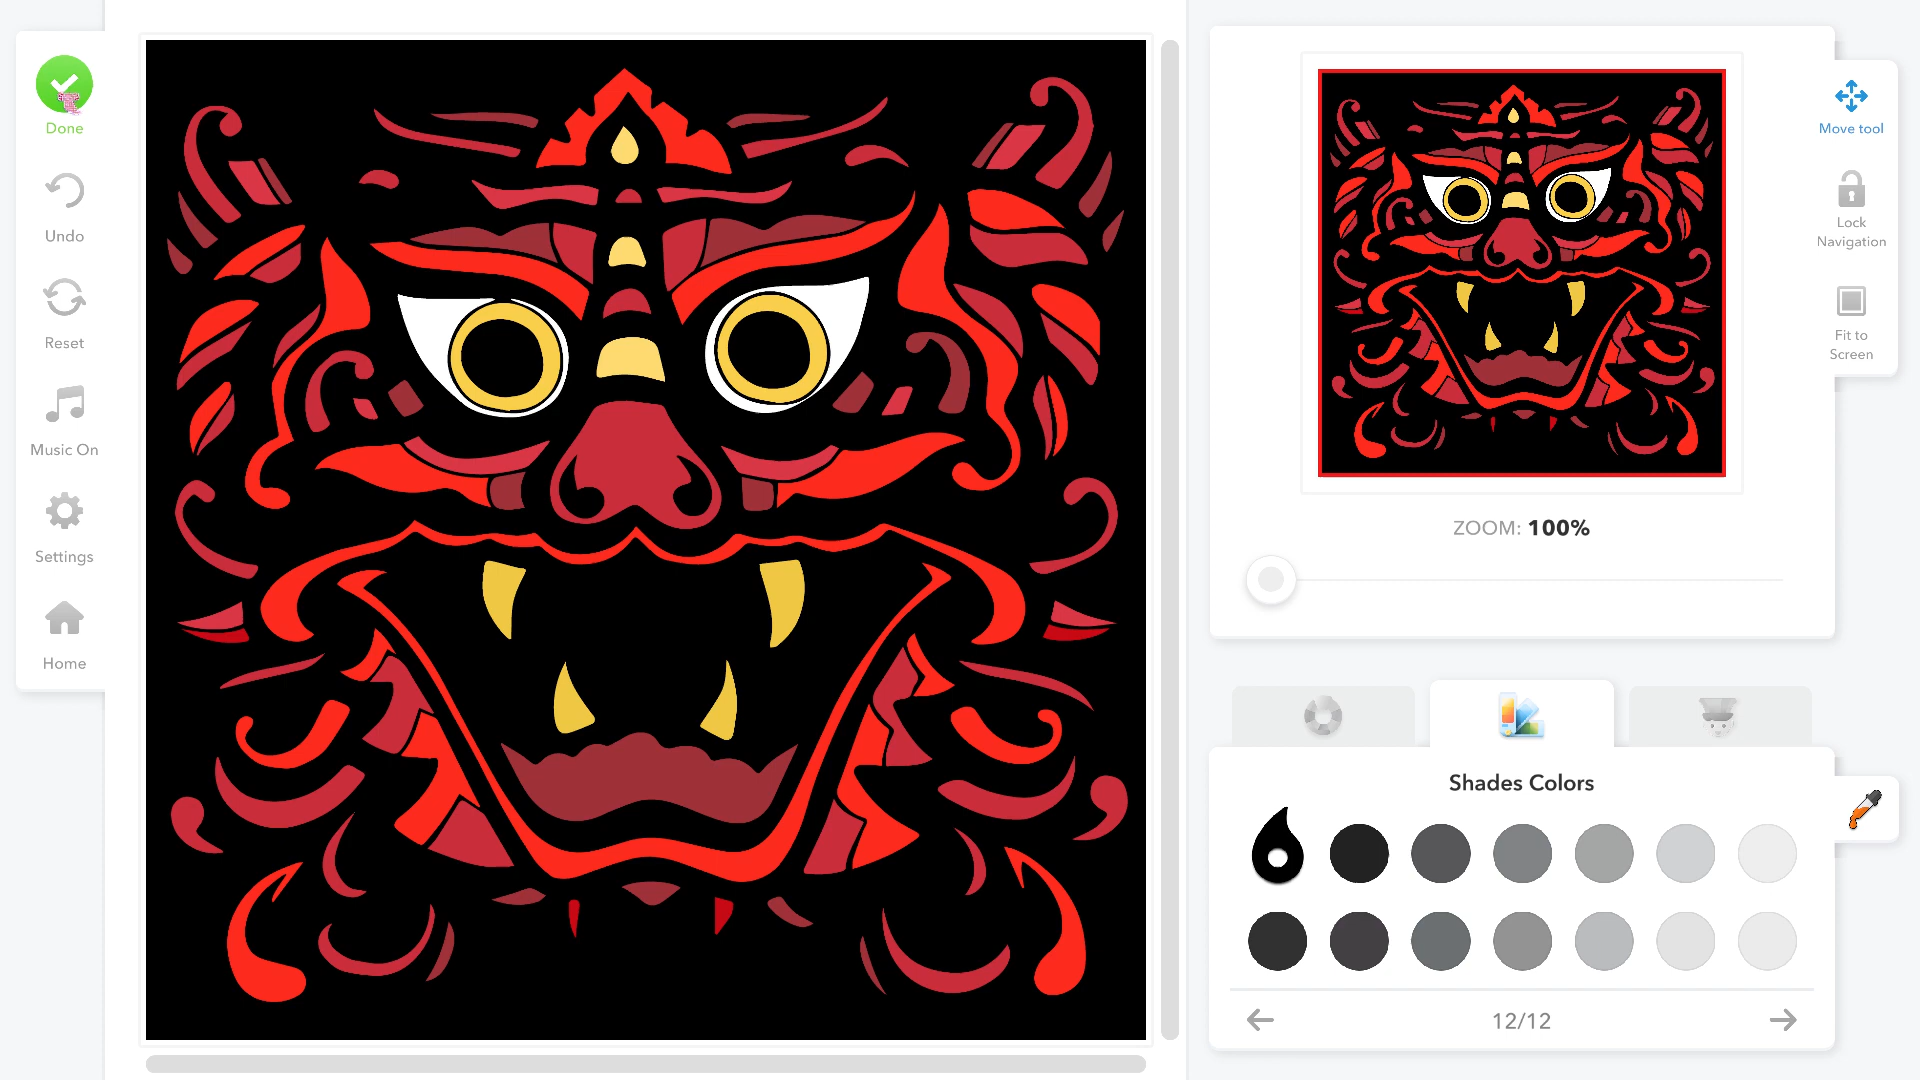 Done
Undo
Reset
Music On
Settings
Home
Move tool
Lock
Navigation
Fit to
Screen
ZOOM: 100%
Shades Colors
12/12